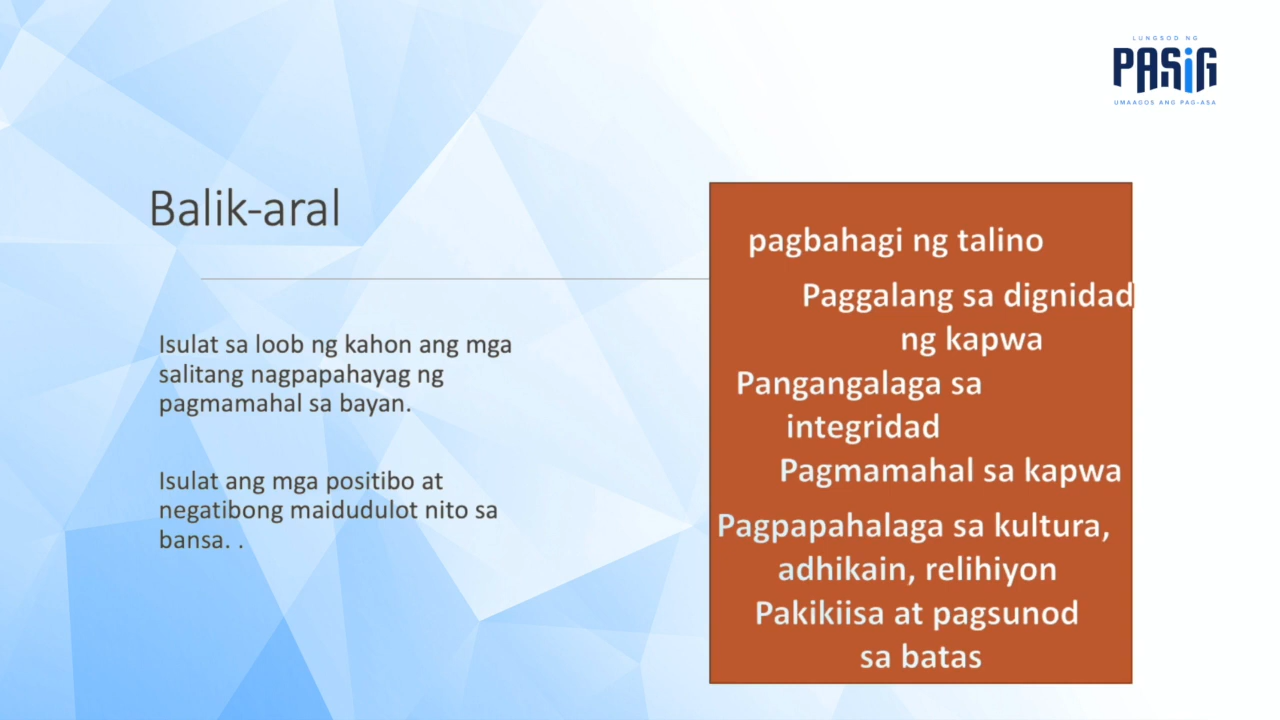 LUNGSOD NG
PASiG
UMAAGOS ANG PAG-ASA
Balik-aral
Isulat sa loob ng kahon ang mga
salitang nagpapahayag ng
pagmamahal sa bayan.
Isulat ang mga positibo at
negatibong maidudulot nito sa
bansa. .
pagbahagi ng talino
Paggalang sa dignidad
ng kapwa
Pangangalaga sa
integridad
Pagmamahal sa kapwa
Pagpapahalaga sa kultura,
adhikain, relihiyon
Pakikiisa at pagsunod
sa batas